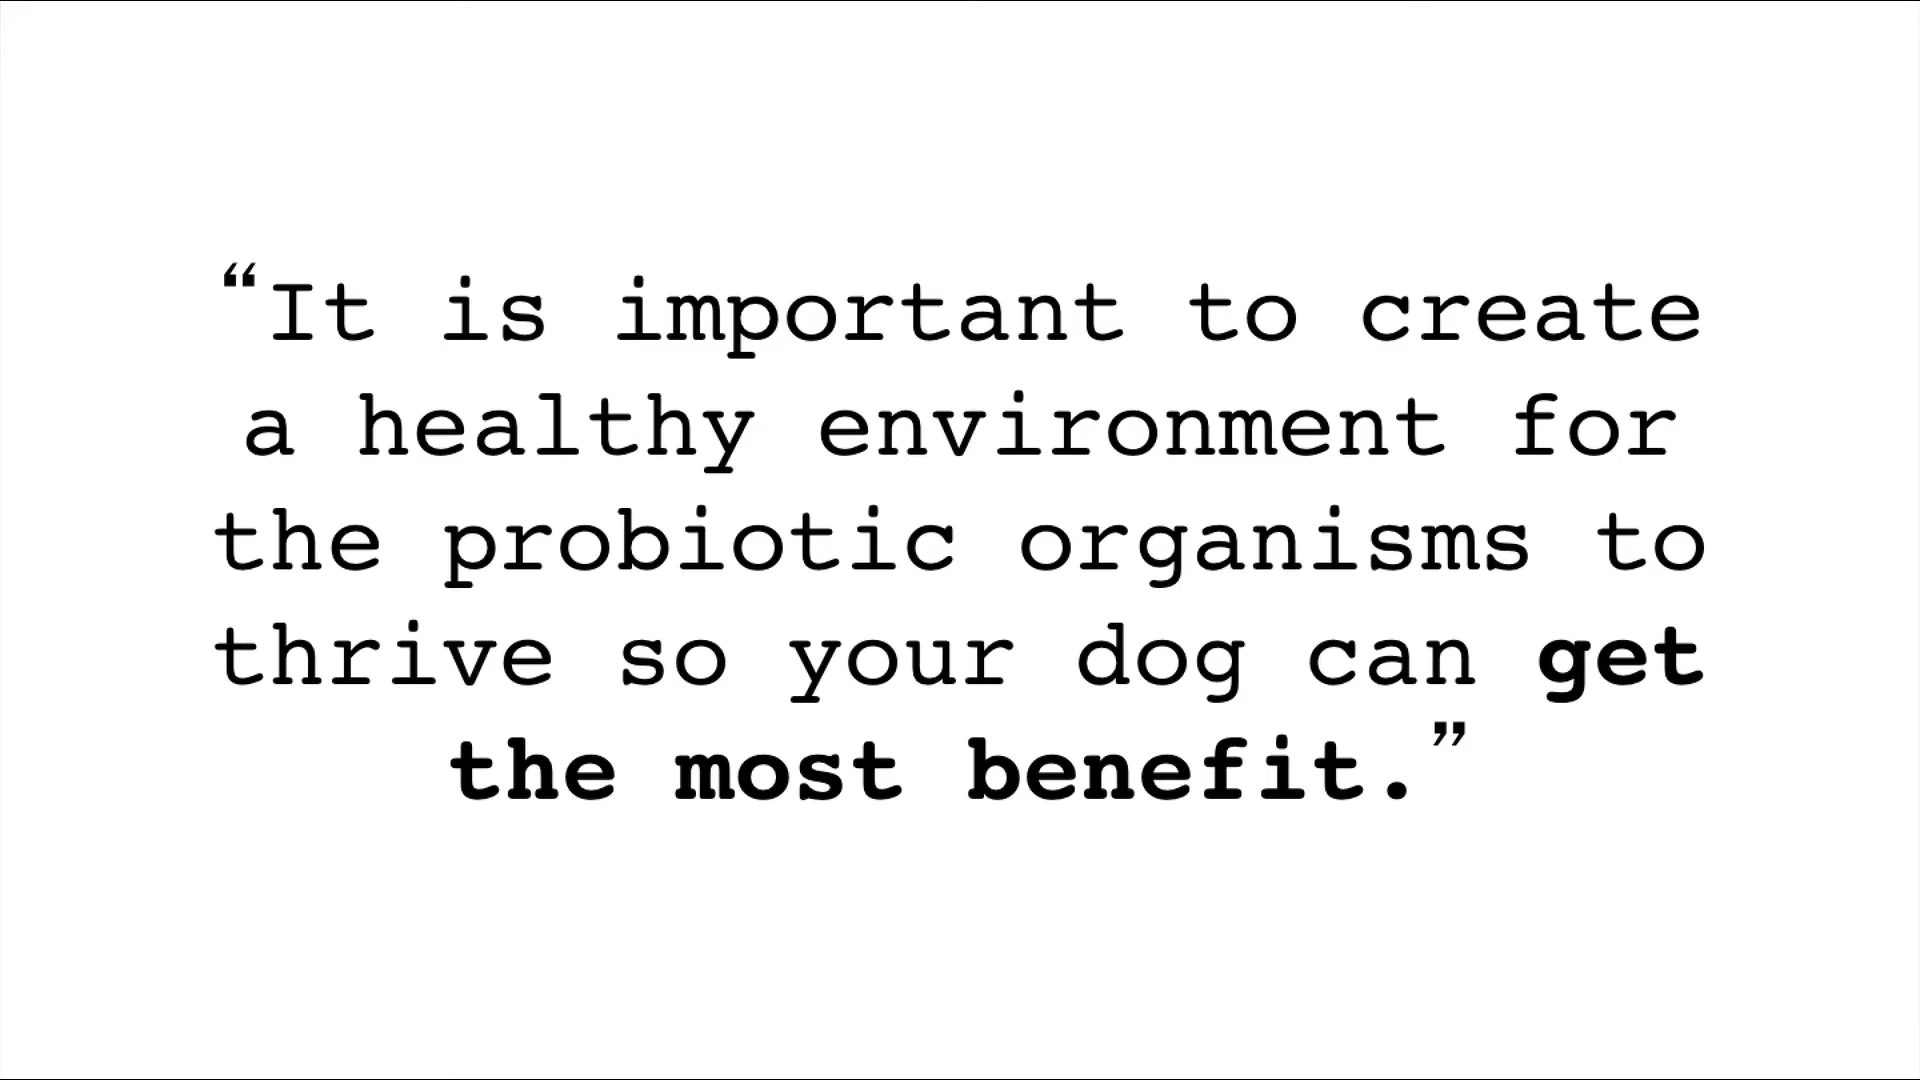 “It is important to create
a healthy environment for
the probiotic organisms to
thrive so your dog can get
the most benefit.”